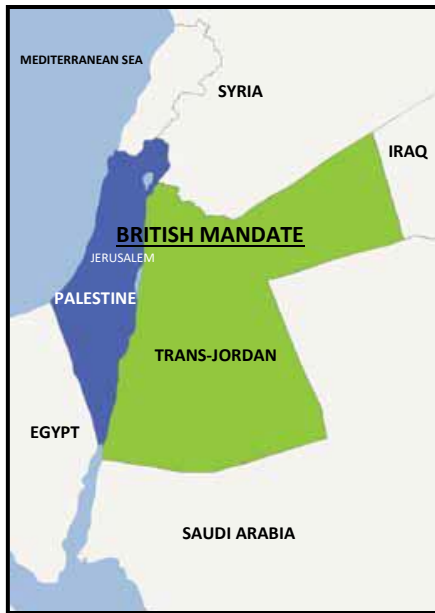 MEDITERRANEAN SEA
SYRIA
IRAQ
BRITISH MANDATE
JERUSALEM
PALESTINE
TRANS-JORDAN
EGYPT
SAUDI ARABIA